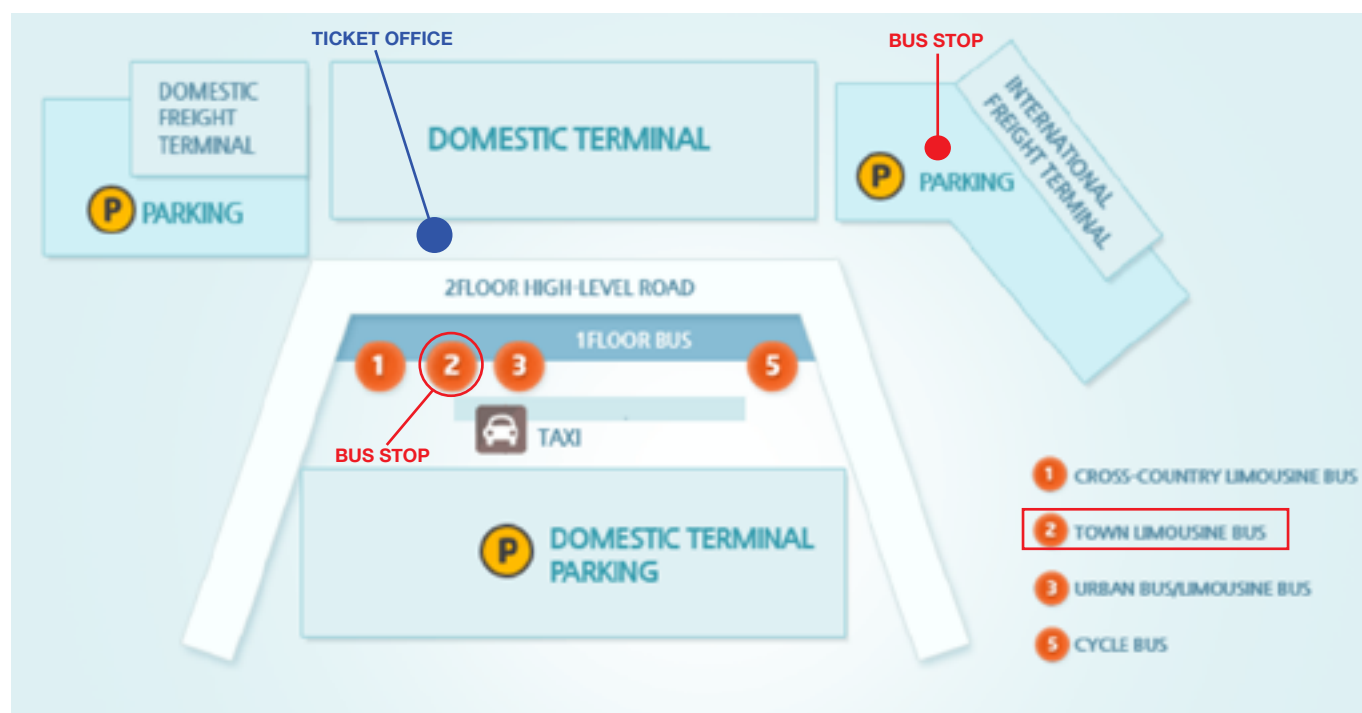 TICKET OFFICE
BUS STOP
DOMESTIC
FREIGHT
TERMINAL
P PARKING
DOMESTIC TERMINAL
P PARKING
INTERNATIONAL
FREIGHT TERMINAL
2FLOOR HIGH-LEVEL ROAD
1FLOOR BUS
1
2
3
5
TAXI
BUS STOP
P DOMESTIC TERMINAL
PARKING
1 CROSS-COUNTRY LIMOUSINE BUS
2 TOWN LIMOUSINE BUS
3 URBAN BUS/LIMOUSINE BUS
5 CYCLE BUS